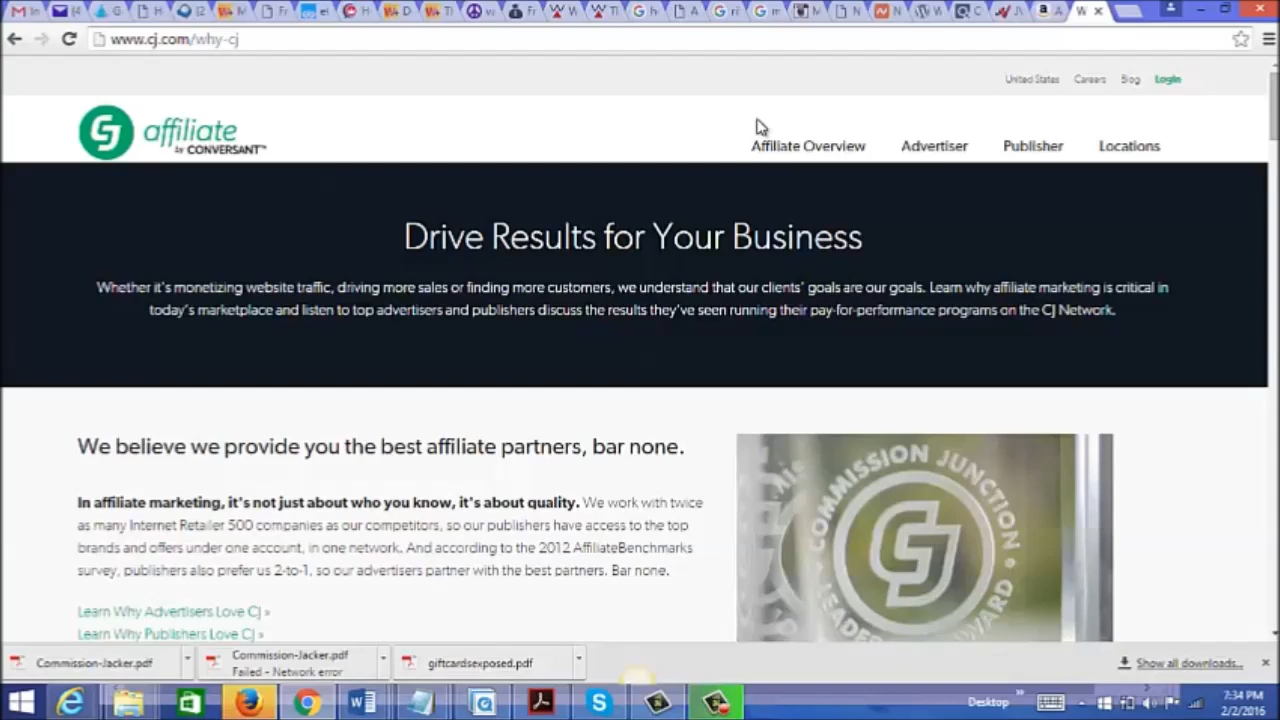 www.cj.com/why-cj
United States Careers Blog Login
affiliate
by CONVERSANT™
Affiliate Overview Advertiser Publisher Locations
Drive Results for Your Business
Whether it's monetizing website traffic, driving more sales or finding more customers, we understand that our clients' goals are our goals. Learn why affiliate marketing is critical in
today's marketplace and listen to top advertisers and publishers discuss the results they've seen running their pay-for-performance programs on the CJ Network.
We believe we provide you the best affiliate partners, bar none.
In affiliate marketing, it's not just about who you know, it's about quality. We work with twice
as many Internet Retailer 500 companies as our competitors, so our publishers have access to the top
brands and offers under one account, in one network. And according to the 2012 AffiliateBenchmarks
survey, publishers also prefer us 2-to-1, so our advertisers partner with the best partners. Bar none.
Learn Why Advertisers Love CJ »
Learn Why Publishers Love CJ »
COMMISSION JUNCTION
CJ
Commission-Jacker.pdf
Commission-Jacker.pdf
Failed - Network error
giftcardsexposed.pdf
Show all downloads...
Desktop
7:34 PM
2/2/2016